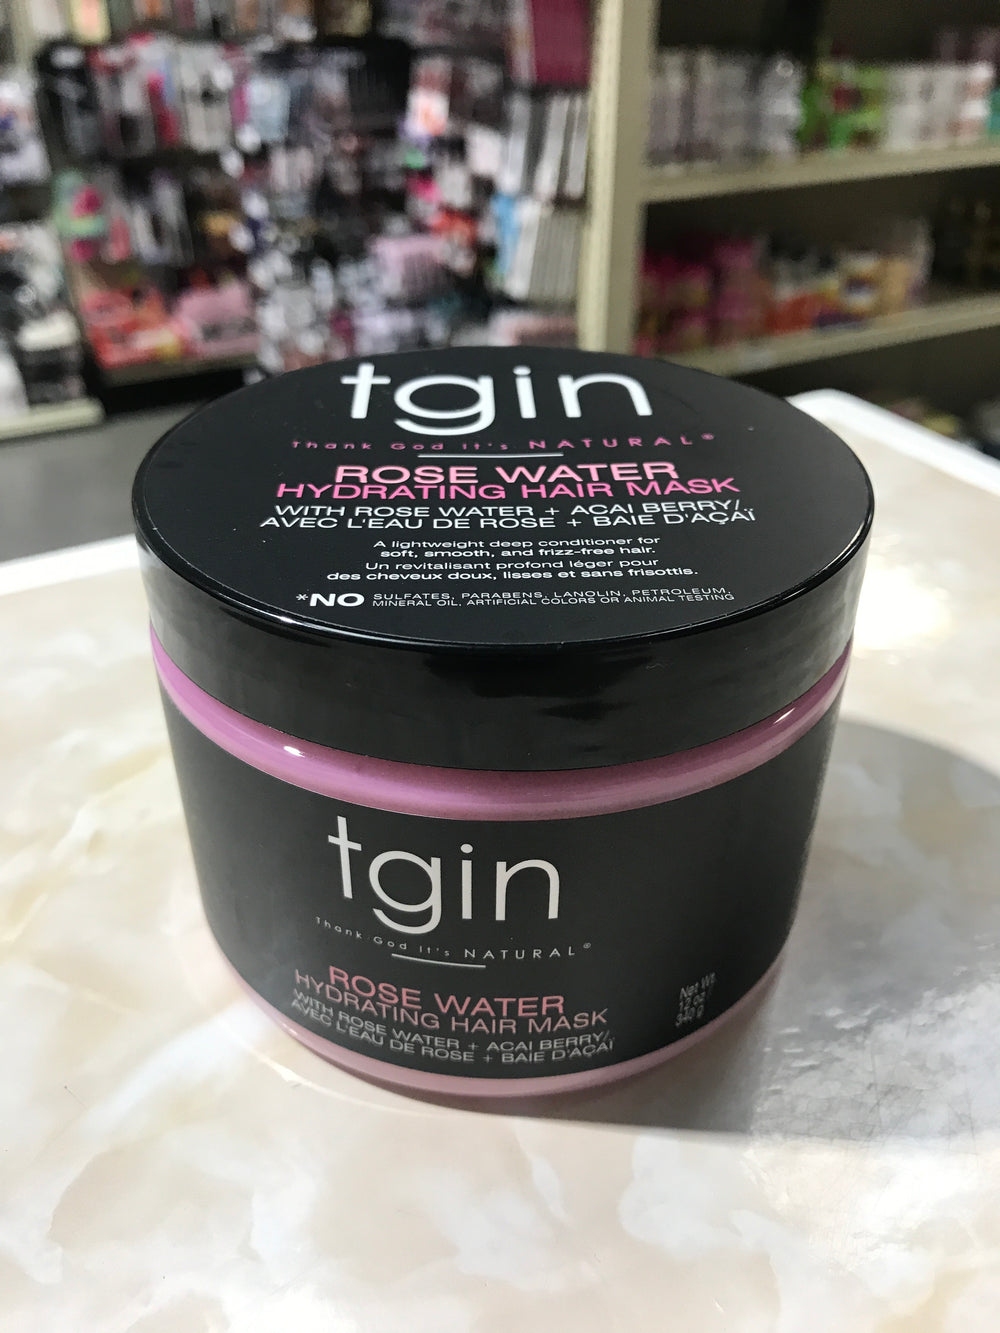 tgin
Thank God it's NATURAL®
ROSE WATER
HYDRATING HAIR MASK
WITH ROSE WATER + ACAI BERRY/
AVEC L'EAU DE ROSE + BAIE D'AÇAÏ
A lightweight deep conditioner for
soft, smooth, and frizz-free hair.
Un revitalisant profond léger pour
des cheveux doux, lisses et sans frisottis.
*NO SULFATES, PARABENS, LANOLIN, PETROLEUM,
MINERAL OIL, ARTIFICIAL COLORS OR ANIMAL TESTING
tgin
Thank God it's NATURAL®
ROSE WATER
HYDRATING HAIR MASK
WITH ROSE WATER + ACAI BERRY/
AVEC L'EAU DE ROSE + BAIE D'AÇAÏ
Net Wt.
12 oz
340 g